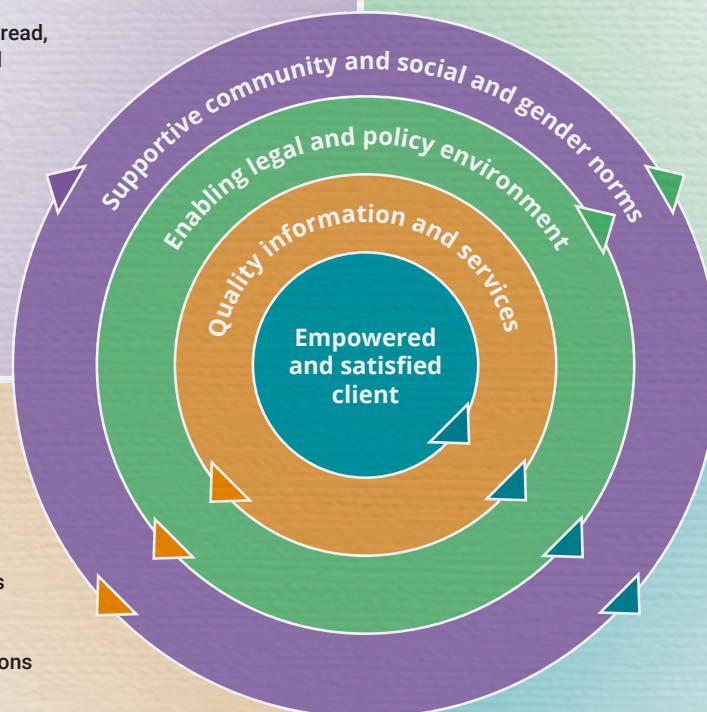 read,
Supportive community and social and gender norms
Enabling legal and policy environment
Quality information and services
Empowered
and satisfied
client
ons